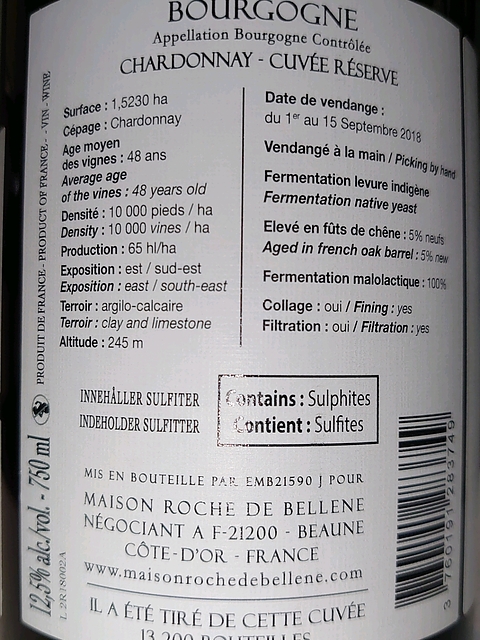 BOURGOGNE
Appellation Bourgogne Contrôlée
CHARDONNAY - CUVÉE RÉSERVE
Surface : 1,5230 ha
Cépage : Chardonnay
Age moyen
des vignes : 48 ans
Average age
of the vines : 48 years old
Densité : 10 000 pieds / ha
Density : 10 000 vines / ha
Production : 65 hl/ha
Exposition : est / sud-est
Exposition : east / south-east
Terroir : argilo-calcaire
Terroir : clay and limestone
Altitude : 245 m
Date de vendange :
du 1er au 15 Septembre 2018
Vendangé à la main / Picking by hand
Fermentation levure indigène
Fermentation native yeast
Elevé en fûts de chêne : 5% neufs
Aged in french oak barrel : 5% new
Fermentation malolactique : 100%
Collage : oui / Fining : yes
Filtration : oui / Filtration : yes
PRODUIT DE FRANCE - PRODUCT OF FRANCE - - VIN - WINE
12,5% alc./vol. - 750 ml
L.2R18002A
INNEHÅLLER SULFITER
INDEHOLDER SULFITTER
Contains : Sulphites
Contient : Sulfites
MIS EN BOUTEILLE PAR EMB21590 J POUR
MAISON ROCHE DE BELLENE
NÉGOCIANT A F-21200 - BEAUNE
CÔTE-D'OR - FRANCE
www.maisonrochedebellene.com
IL A ÉTÉ TIRÉ DE CETTE CUVÉE
13 200 BOUTEILLES
3 760191 283749